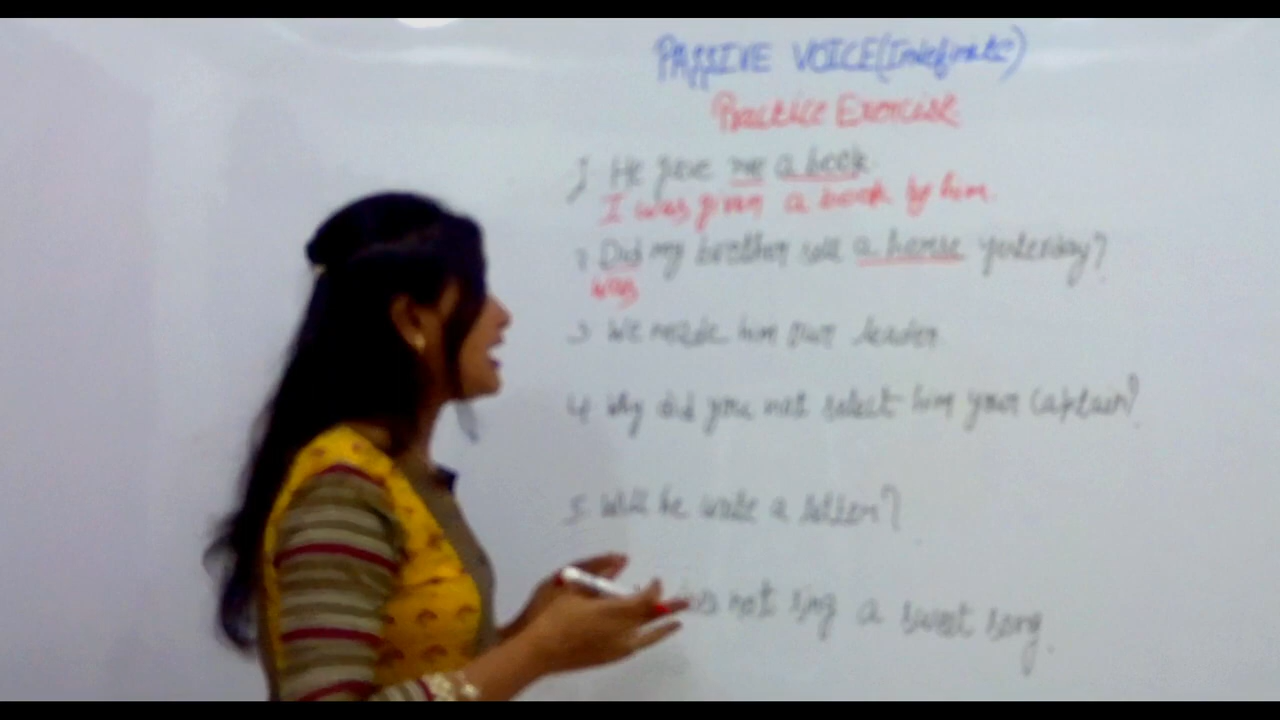 PASSIVE VOICE (Indefinite)
Practice Exercise
1 He gave me a book.
I was given a book by him.
2 Did my brother sell a house yesterday?
was
3 We made him our leader.
4 Why did you not select him your Captain?
5 Will he write a letter?
not sing a sweet song.